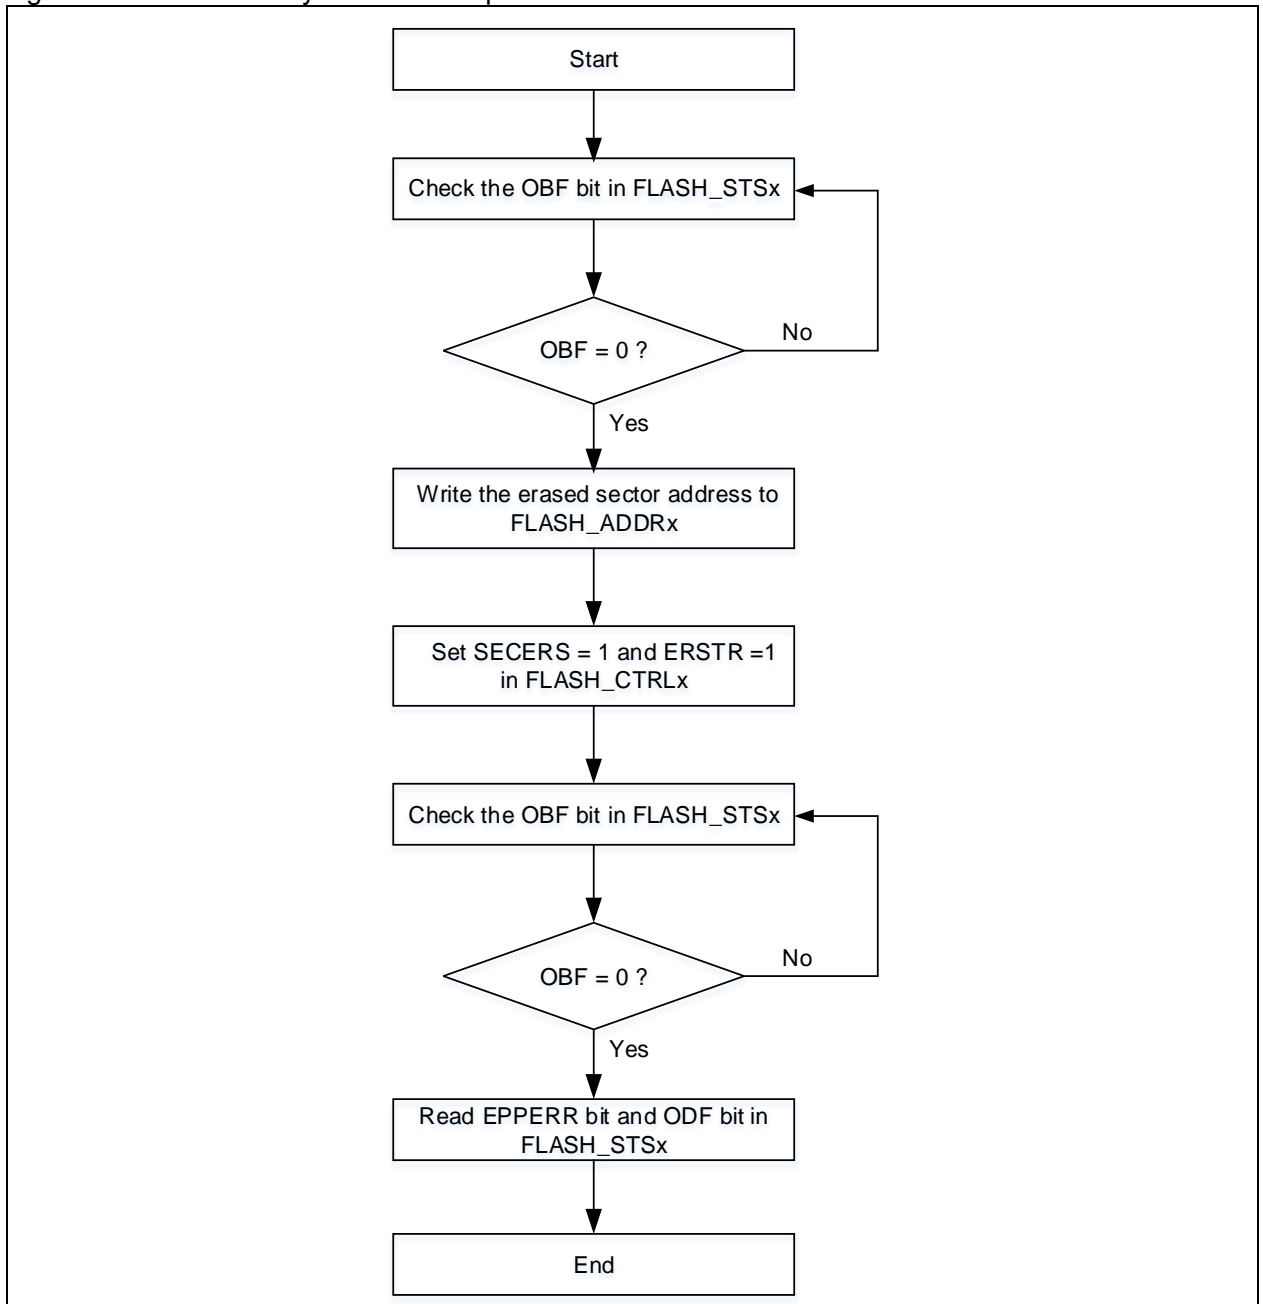 Start
Check the OBF bit in FLASH_STSx
OBF = 0 ?
No
Yes
Write the erased sector address to
FLASH_ADDRx
Set SECERS = 1 and ERSTR =1
in FLASH_CTRLx
Check the OBF bit in FLASH_STSx
OBF = 0 ?
No
Yes
Read EPPERR bit and ODF bit in
FLASH_STSx
End